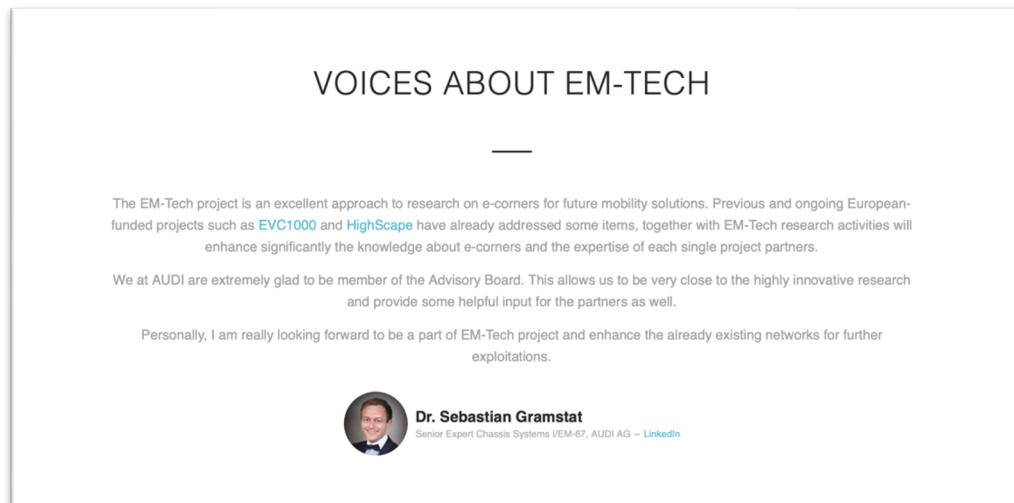 VOICES ABOUT EM-TECH
The EM-Tech project is an excellent approach to research on e-corners for future mobility solutions. Previous and ongoing European-
funded projects such as EVC1000 and HighScape have already addressed some items, together with EM-Tech research activities will
enhance significantly the knowledge about e-corners and the expertise of each single project partners.
We at AUDI are extremely glad to be member of the Advisory Board. This allows us to be very close to the highly innovative research
and provide some helpful input for the partners as well.
Personally, I am really looking forward to be a part of EM-Tech project and enhance the already existing networks for further
exploitations.
Dr. Sebastian Gramstat
Senior Expert Chassis Systems I/EM-67, AUDI AG – LinkedIn